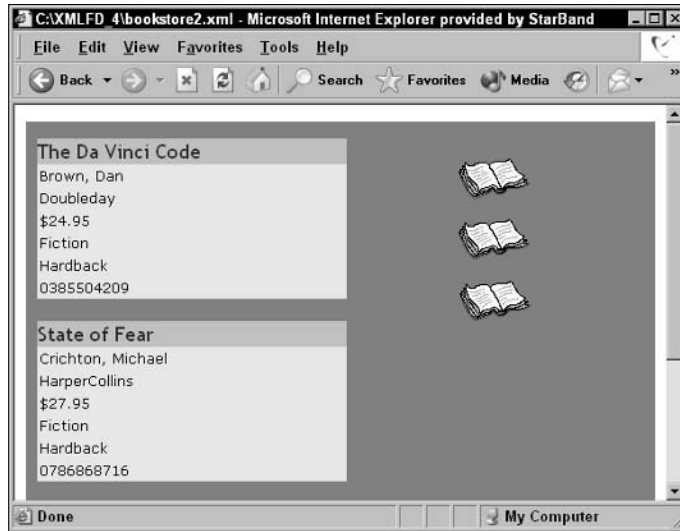 C:\XMLFD_4\bookstore2.xml - Microsoft Internet Explorer provided by StarBand
File Edit View Favorites Tools Help
Back Search Favorites Media »
The Da Vinci Code
Brown, Dan
Doubleday
$24.95
Fiction
Hardback
0385504209
State of Fear
Crichton, Michael
HarperCollins
$27.95
Fiction
Hardback
0786868716
Done My Computer